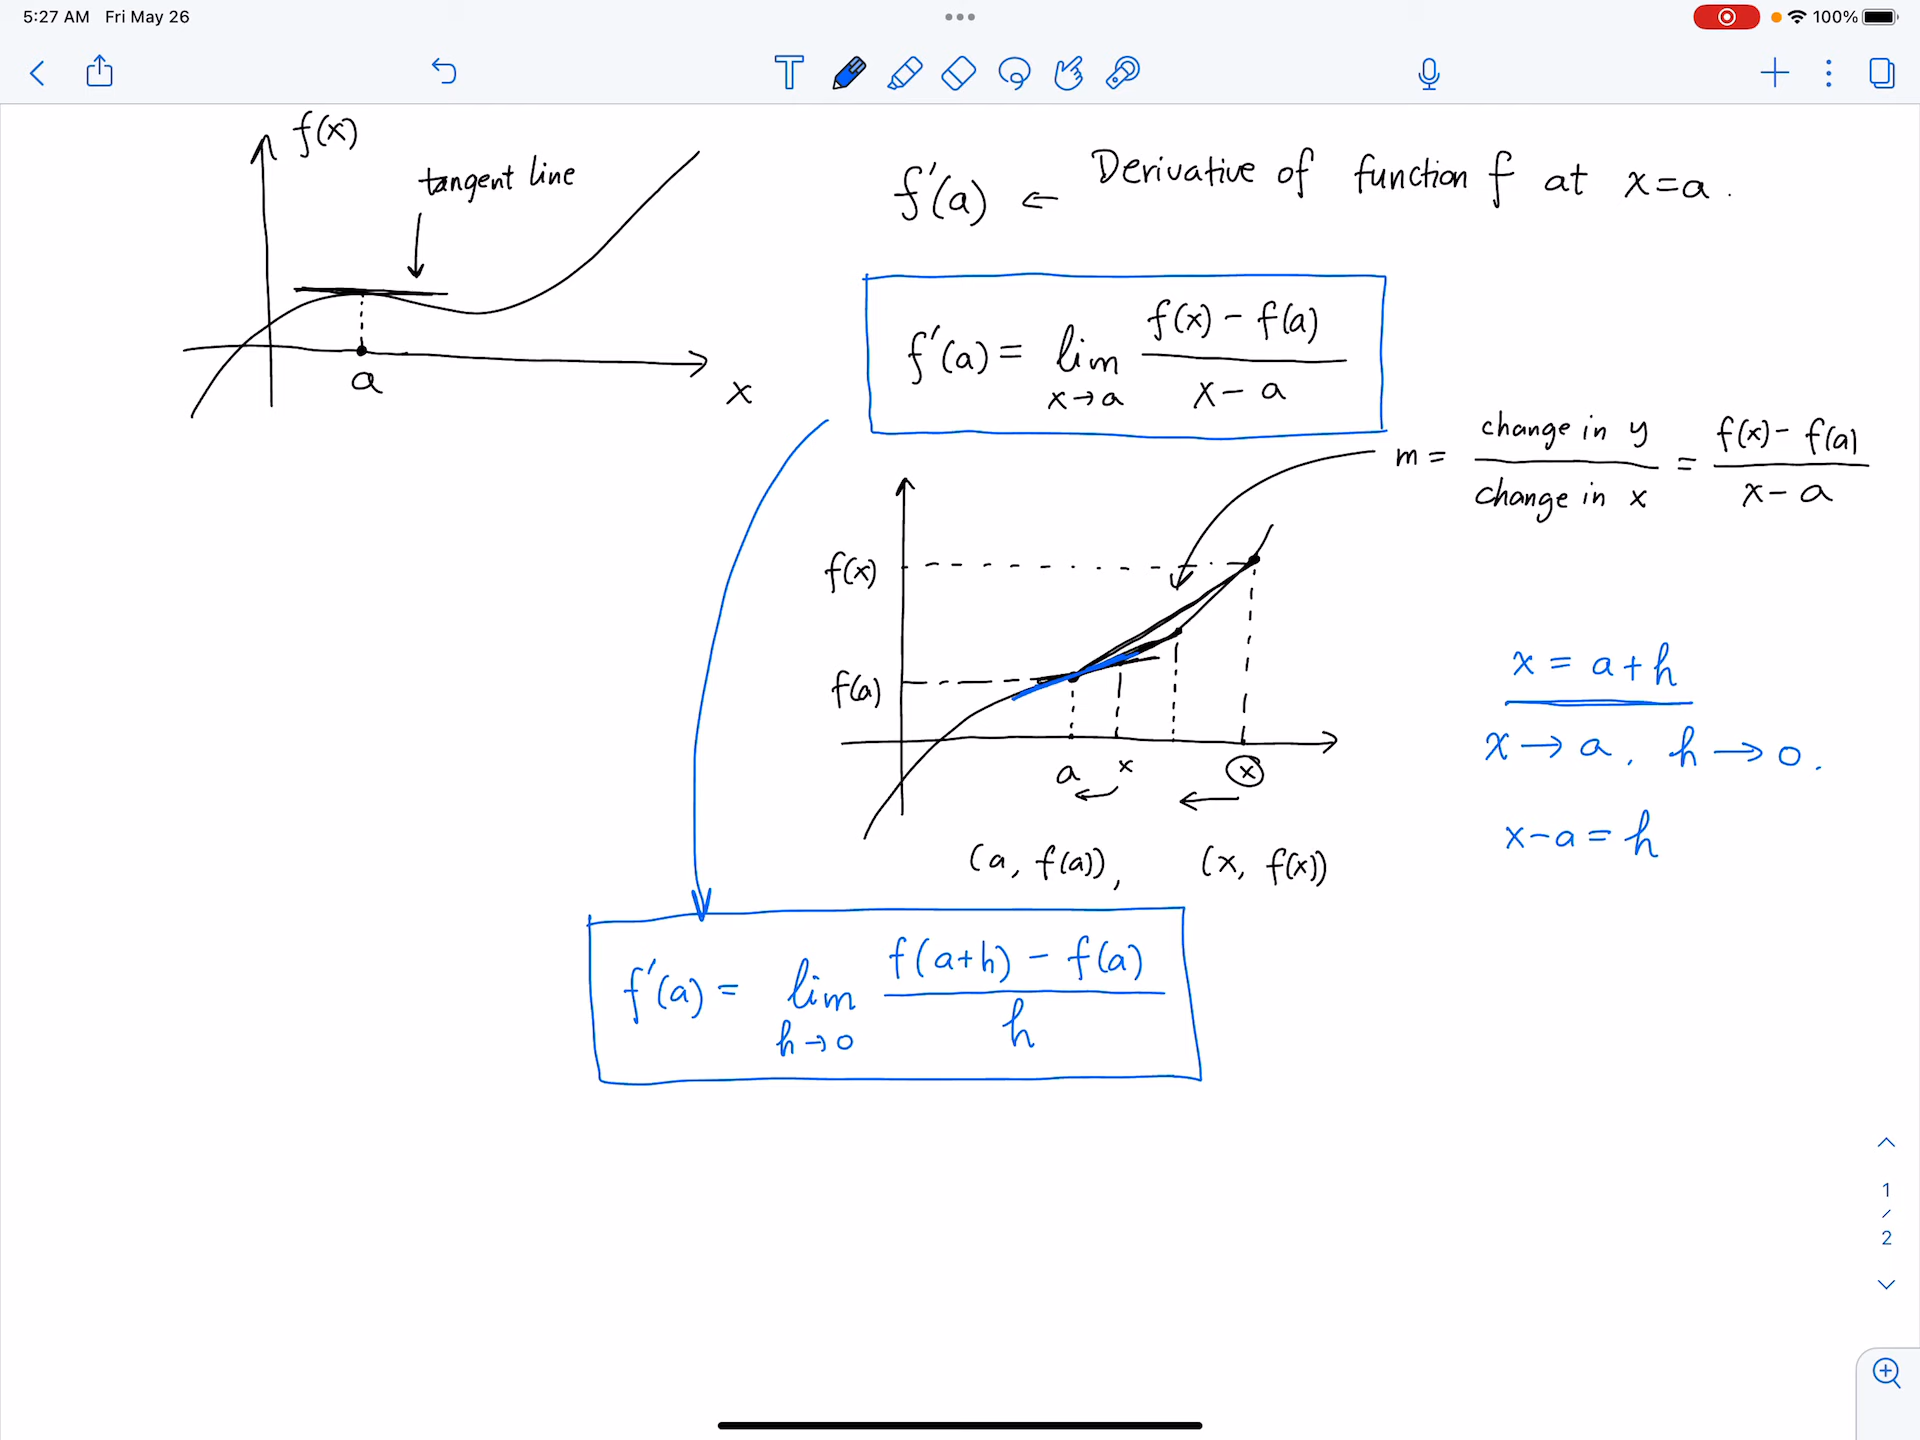 5:27 AM Fri May 26
100%
T
f(x)
tangent line
a
x
f'(a) ← Derivative of function f at x=a.
f'(a) = lim x→a (f(x) - f(a)) / (x - a)
m = change in y / change in x = (f(x) - f(a)) / (x - a)
f(x)
f(a)
a x x
(a, f(a)), (x, f(x))
x = a+h
x → a, h → 0.
x-a = h
f'(a) = lim h→0 (f(a+h) - f(a)) / h
1
/
2